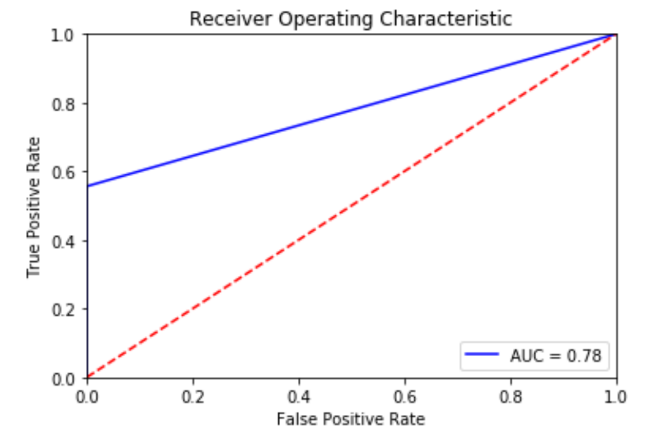 Receiver Operating Characteristic
1.0
0.8
0.6
0.4
0.2
0.0
True Positive Rate
AUC = 0.78
0.0 0.2 0.4 0.6 0.8 1.0
False Positive Rate